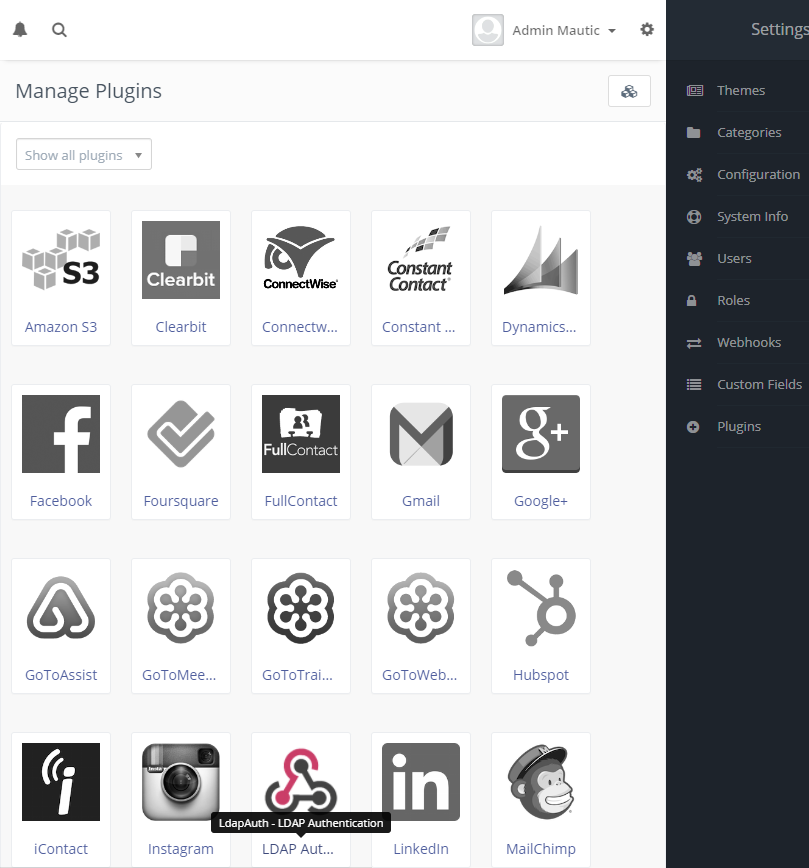 Admin Mautic
Settings
Manage Plugins
Show all plugins
Themes
Categories
Configuration
System Info
Users
Roles
Webhooks
Custom Fields
Plugins
S3
Clearbit
ConnectWise®
Constant
Contact®
Amazon S3
Clearbit
Connectw...
Constant ...
Dynamics...
f
FullContact
g+
Facebook
Foursquare
FullContact
Gmail
Google+
GoToAssist
GoToMee...
GoToTrai...
GoToWeb...
Hubspot
i
in
LdapAuth - LDAP Authentication
iContact
Instagram
LDAP Aut...
LinkedIn
MailChimp